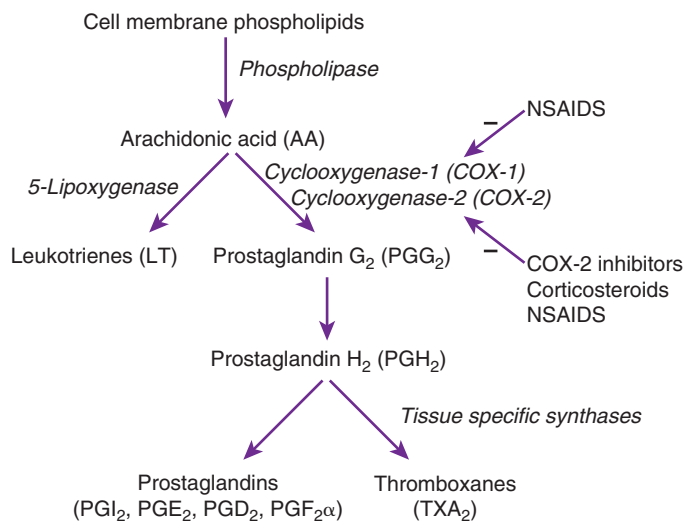 Cell membrane phospholipids
Phospholipase
NSAIDS
–
Arachidonic acid (AA)
Cyclooxygenase-1 (COX-1)
5-Lipoxygenase
Cyclooxygenase-2 (COX-2)
–
Leukotrienes (LT)
Prostaglandin G₂ (PGG₂)
COX-2 inhibitors
Corticosteroids
NSAIDS
Prostaglandin H₂ (PGH₂)
Tissue specific synthases
Prostaglandins
(PGI₂, PGE₂, PGD₂, PGF₂α)
Thromboxanes
(TXA₂)